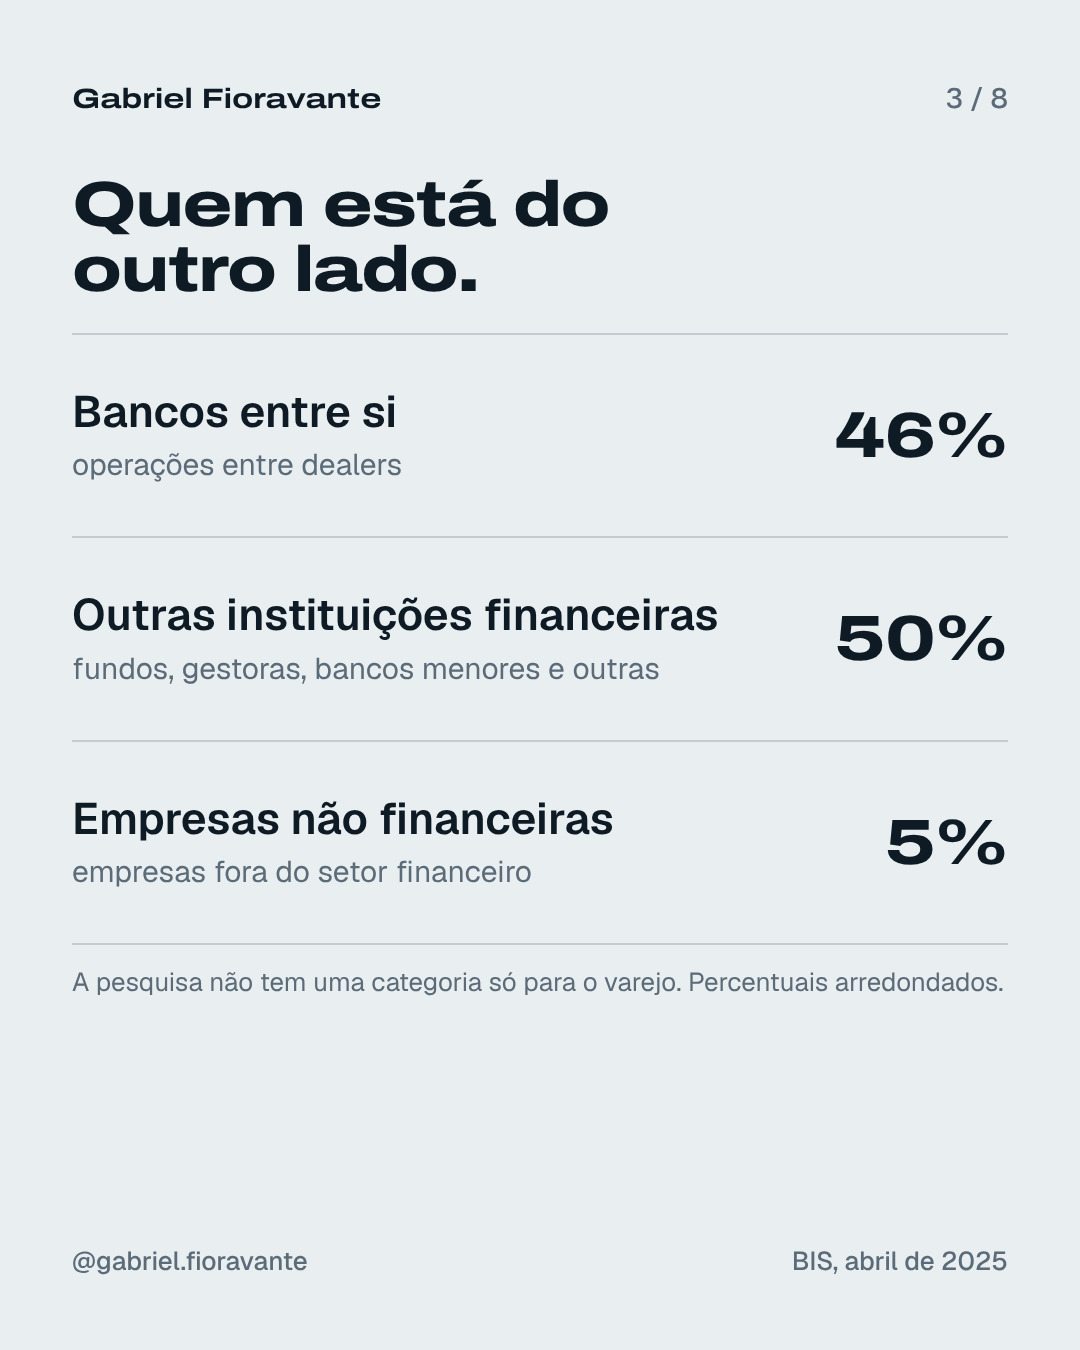 Gabriel Fioravante
3 / 8
Quem está do
outro lado.
Bancos entre si
operações entre dealers
46%
Outras instituições financeiras
fundos, gestoras, bancos menores e outras
50%
Empresas não financeiras
empresas fora do setor financeiro
5%
A pesquisa não tem uma categoria só para o varejo. Percentuais arredondados.
@gabriel.fioravante
BIS, abril de 2025